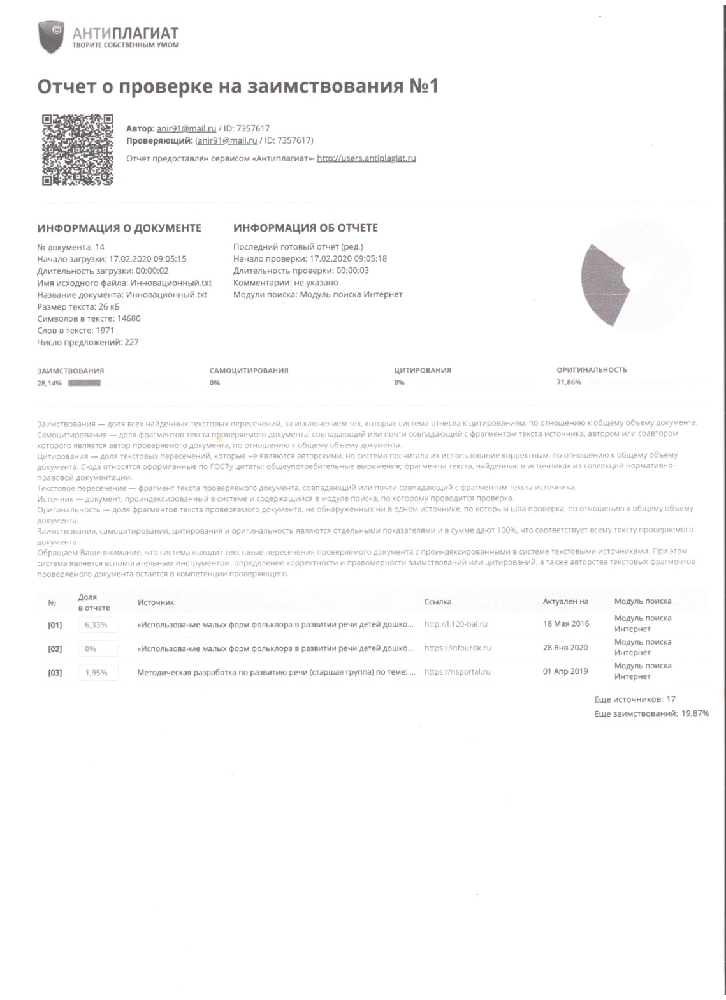 ©
АНТИПЛАГИАТ
ТВОРИТЕ СОБСТВЕННЫМ УМОМ
Отчет о проверке на заимствования №1
Автор: anir91@mail.ru / ID: 7357617
Проверяющий: (anir91@mail.ru / ID: 7357617)
Отчет предоставлен сервисом «Антиплагиат»- http://users.antiplagiat.ru
ИНФОРМАЦИЯ О ДОКУМЕНТЕ
№ документа: 14
Начало загрузки: 17.02.2020 09:05:15
Длительность загрузки: 00:00:02
Имя исходного файла: Инновационный.txt
Название документа: Инновационный.txt
Размер текста: 26 кБ
Cимволов в тексте: 14680
Слов в тексте: 1971
Число предложений: 227
ИНФОРМАЦИЯ ОБ ОТЧЕТЕ
Последний готовый отчет (ред.)
Начало проверки: 17.02.2020 09:05:18
Длительность проверки: 00:00:03
Комментарии: не указано
Модули поиска: Модуль поиска Интернет
ЗАИМСТВОВАНИЯ САМОЦИТИРОВАНИЯ ЦИТИРОВАНИЯ ОРИГИНАЛЬНОСТЬ
28,14% 0% 0% 71,86%
Заимствования — доля всех найденных текстовых пересечений, за исключением тех, которые система отнесла к цитированиям, по отношению к общему объему документа.
Самоцитирования — доля фрагментов текста проверяемого документа, совпадающий или почти совпадающий с фрагментом текста источника, автором или соавтором
которого является автор проверяемого документа, по отношению к общему объему документа.
Цитирования — доля текстовых пересечений, которые не являются авторскими, но система посчитала их использование корректным, по отношению к общему объему
документа. Сюда относятся оформленные по ГОСТу цитаты; общеупотребительные выражения; фрагменты текста, найденные в источниках из коллекций нормативно-
правовой документации.
Текстовое пересечение — фрагмент текста проверяемого документа, совпадающий или почти совпадающий с фрагментом текста источника.
Источник — документ, проиндексированный в системе и содержащийся в модуле поиска, по которому проводится проверка.
Оригинальность — доля фрагментов текста проверяемого документа, не обнаруженных ни в одном источнике, по которым шла проверка, по отношению к общему объему
документа.
Заимствования, самоцитирования, цитирования и оригинальность являются отдельными показателями и в сумме дают 100%, что соответствует всему тексту проверяемого
документа.
Обращаем Ваше внимание, что система находит текстовые пересечения проверяемого документа с проиндексированными в системе текстовыми источниками. При этом
система является вспомогательным инструментом, определение корректности и правомерности заимствований или цитирований, а также авторства текстовых фрагментов
проверяемого документа остается в компетенции проверяющего.
№ Доля в отчете Источник Ссылка Актуален на Модуль поиска
[01] 6,33% «Использование малых форм фольклора в развитии речи детей дошко... http://l.120-bal.ru 18 Мая 2016 Модуль поиска Интернет
[02] 0% «Использование малых форм фольклора в развитии речи детей дошко... https://infourok.ru 28 Янв 2020 Модуль поиска Интернет
[03] 1,95% Методическая разработка по развитию речи (старшая группа) по теме: ... https://nsportal.ru 01 Апр 2019 Модуль поиска Интернет
Еще источников: 17
Еще заимствований: 19,87%